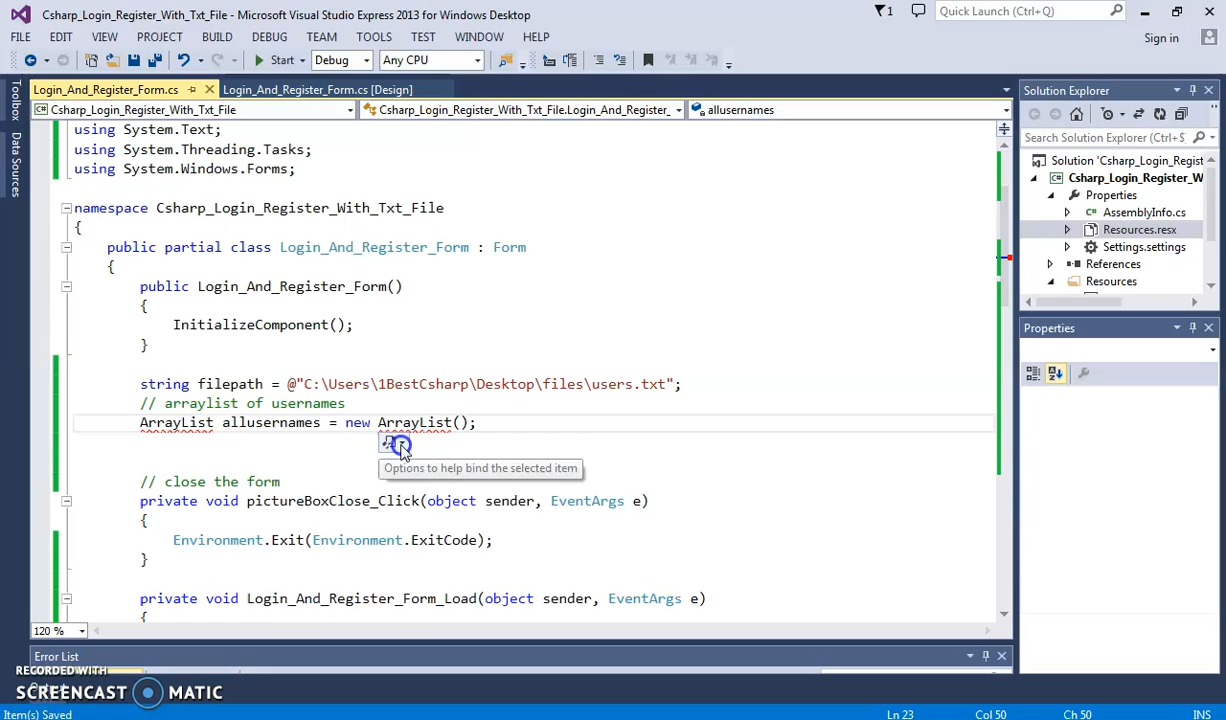 Csharp_Login_Register_With_Txt_File - Microsoft Visual Studio Express 2013 for Windows Desktop
1
Quick Launch (Ctrl+Q)
FILE EDIT VIEW PROJECT BUILD DEBUG TEAM TOOLS TEST WINDOW HELP
Sign in
Start Debug Any CPU
Toolbox
Data Sources
Login_And_Register_Form.cs
Login_And_Register_Form.cs [Design]
Csharp_Login_Register_With_Txt_File
Csharp_Login_Register_With_Txt_File.Login_And_Register_
allusernames
using System.Text;
using System.Threading.Tasks;
using System.Windows.Forms;
namespace Csharp_Login_Register_With_Txt_File
{
public partial class Login_And_Register_Form : Form
{
public Login_And_Register_Form()
{
InitializeComponent();
}
string filepath = @"C:\Users\1BestCsharp\Desktop\files\users.txt";
// arraylist of usernames
ArrayList allusernames = new ArrayList();
Options to help bind the selected item
// close the form
private void pictureBoxClose_Click(object sender, EventArgs e)
{
Environment.Exit(Environment.ExitCode);
}
private void Login_And_Register_Form_Load(object sender, EventArgs e)
{
120 %
Solution Explorer
Search Solution Explorer (Ctrl+$)
Solution 'Csharp_Login_Regist
Csharp_Login_Register_W
Properties
AssemblyInfo.cs
Resources.resx
Settings.settings
References
Resources
Properties
Error List
RECORDED WITH
SCREENCAST MATIC
Item(s) Saved
Ln 23
Col 50
Ch 50
INS